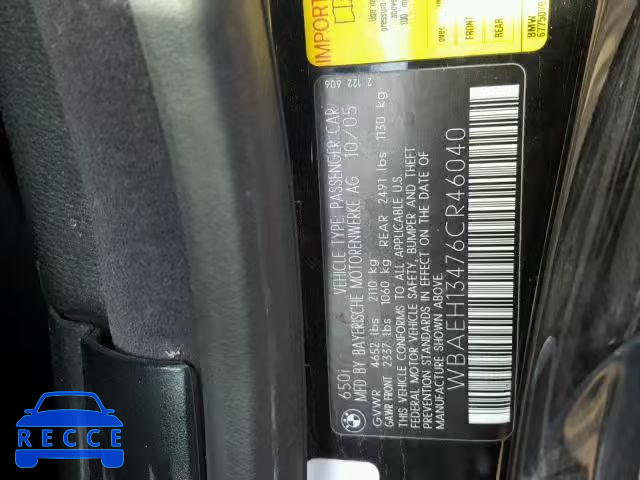 IMPORT
BMW
FRONT
REAR
2 122 606
650i VEHICLE TYPE: PASSENGER CAR
MFD BY BAYERISCHE MOTORENWERKE AG 10/05
GVWR 4652 lbs 2110 kg
GAWR FRONT 2337 lbs 1060 kg REAR 2491 lbs 1130 kg
THIS VEHICLE CONFORMS TO ALL APPLICABLE U.S.
FEDERAL MOTOR VEHICLE SAFETY, BUMPER AND THEFT
PREVENTION STANDARDS IN EFFECT ON THE DATE OF
MANUFACTURE SHOWN ABOVE.
WBAEH13476CR46040
RECCE